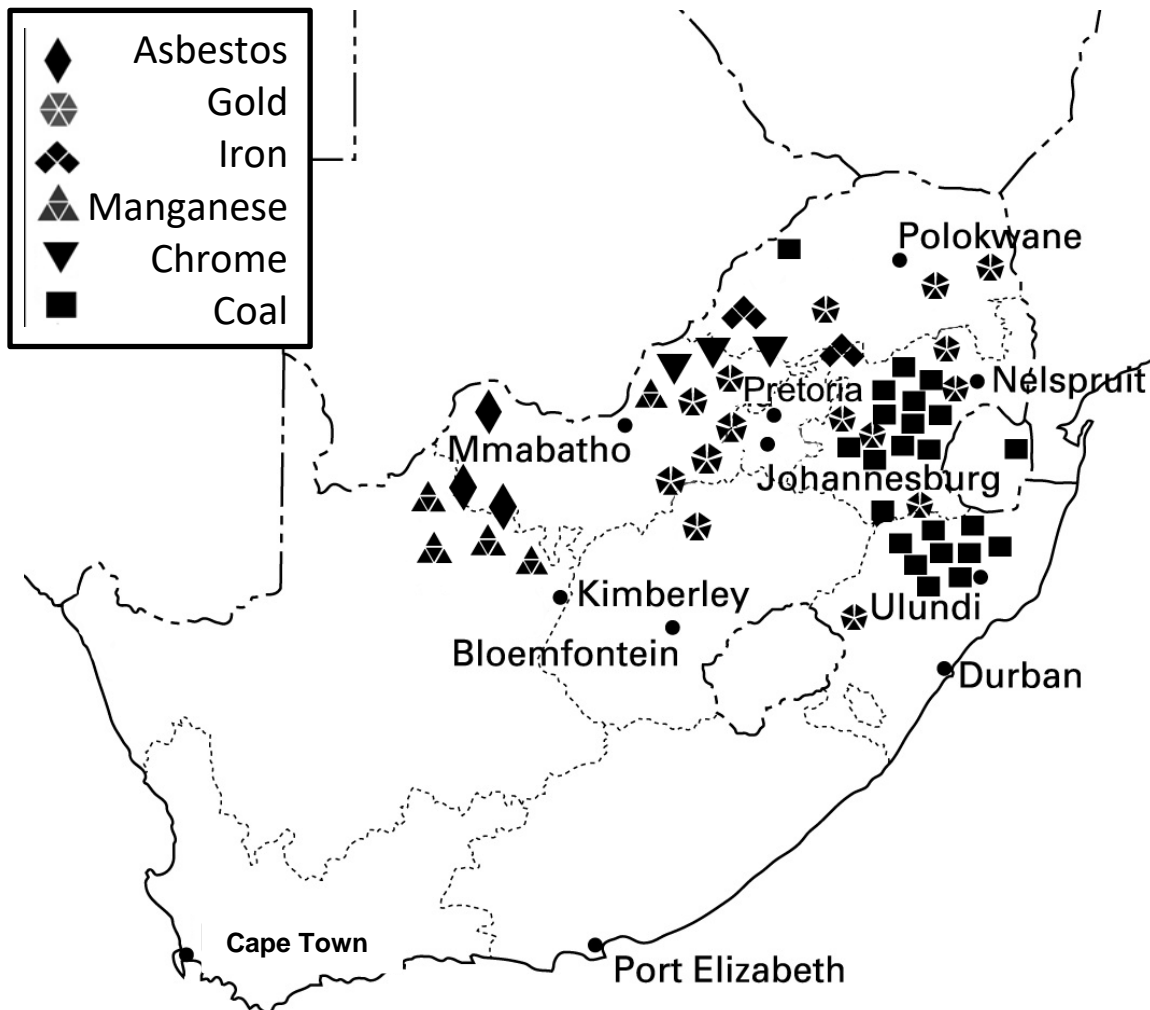 Asbestos
Gold
Iron
Manganese
Chrome
Coal
Polokwane
Nelspruit
Pretoria
Mmabatho
Johannesburg
Kimberley
Ulundi
Bloemfontein
Durban
Cape Town
Port Elizabeth